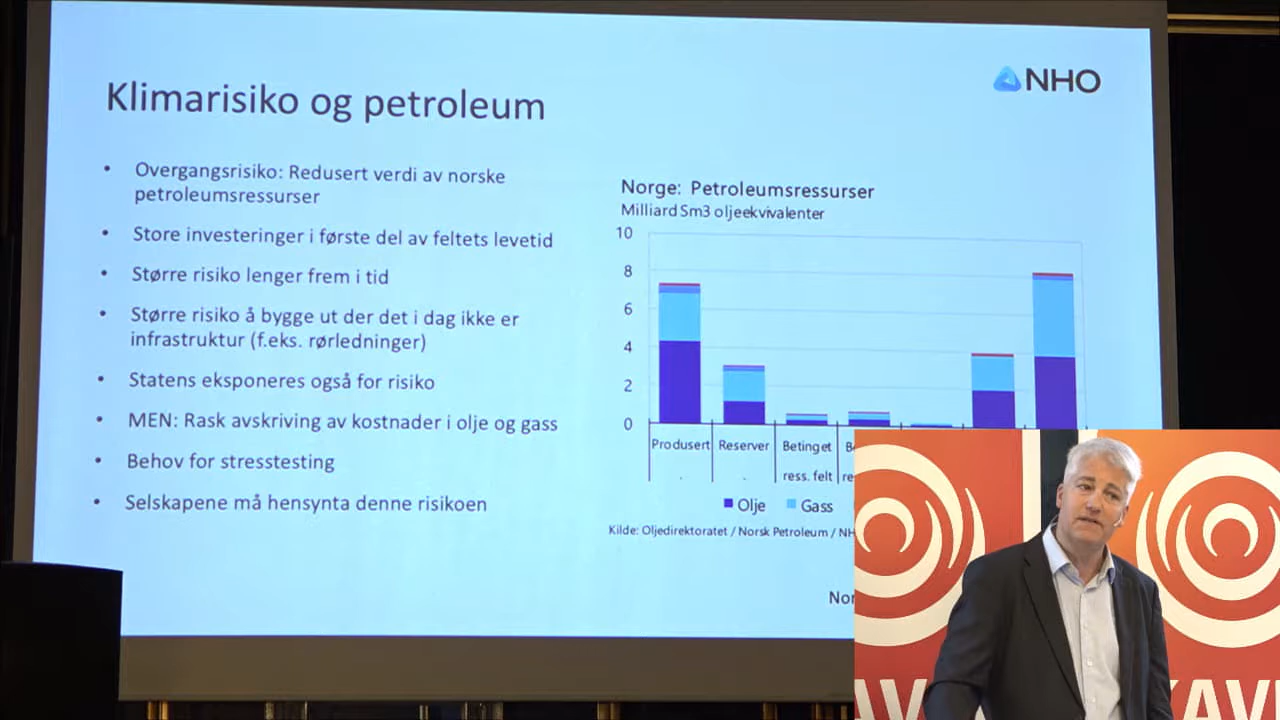 Klimarisiko og petroleum
NHO
• Overgangsrisiko: Redusert verdi av norske
petroleumsressurser
• Store investeringer i første del av feltets levetid
• Større risiko lenger frem i tid
• Større risiko å bygge ut der det i dag ikke er
infrastruktur (f.eks. rørledninger)
• Statens eksponeres også for risiko
• MEN: Rask avskriving av kostnader i olje og gass
• Behov for stresstesting
• Selskapene må hensynta denne risikoen
Norge: Petroleumsressurser
Milliard Sm3 oljeekvivalenter
10
8
6
4
2
0
Produsert Reserver Betinget
ress. felt
Olje Gass
Kilde: Oljedirektoratet / Norsk Petroleum / NH
Nor
AV
KAVI